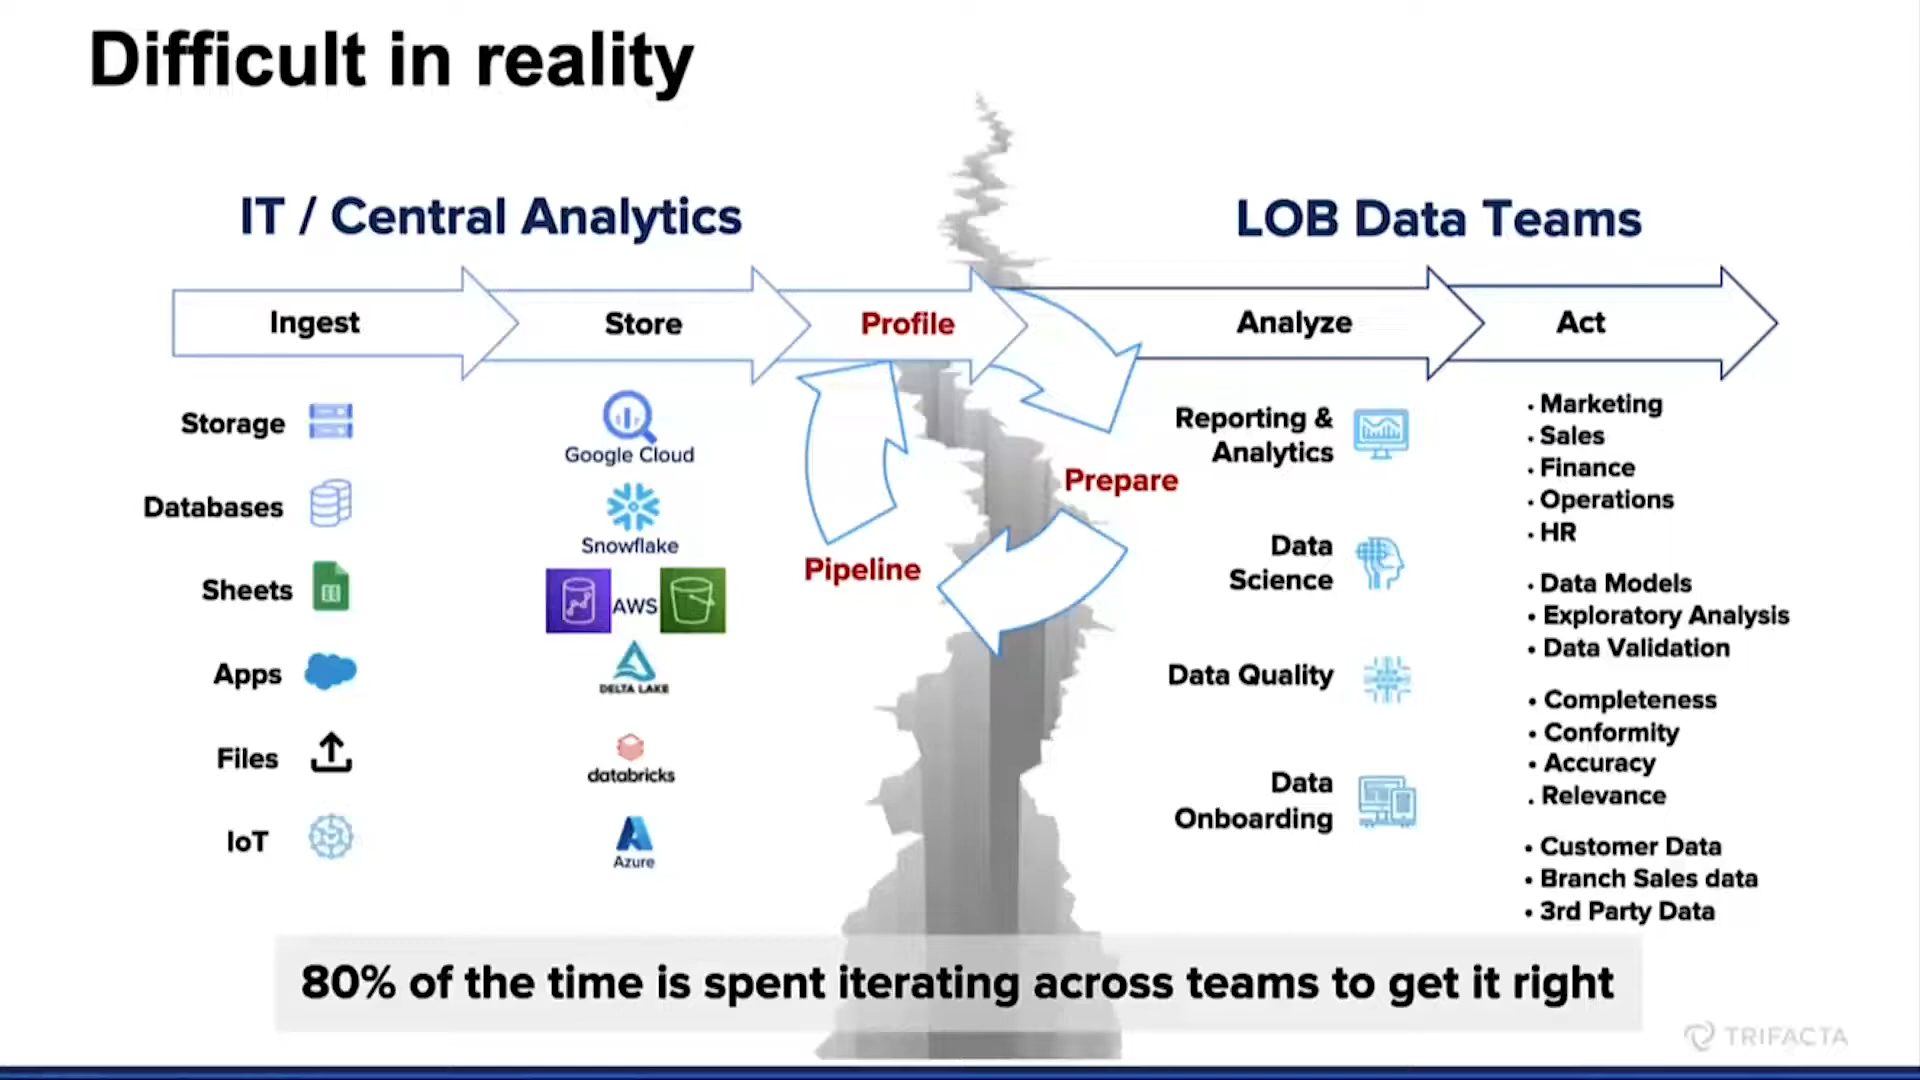 Difficult in reality
IT / Central Analytics
LOB Data Teams
Ingest
Store
Profile
Analyze
Act
Storage
Databases
Sheets
Apps
Files
IoT
Google Cloud
Snowflake
AWS
DELTA LAKE
databricks
Azure
Prepare
Pipeline
Reporting &
Analytics
Data
Science
Data Quality
Data
Onboarding
· Marketing
· Sales
· Finance
· Operations
· HR
· Data Models
• Exploratory Analysis
• Data Validation
• Completeness
• Conformity
• Accuracy
. Relevance
• Customer Data
• Branch Sales data
• 3rd Party Data
80% of the time is spent iterating across teams to get it right
TRIFACTA